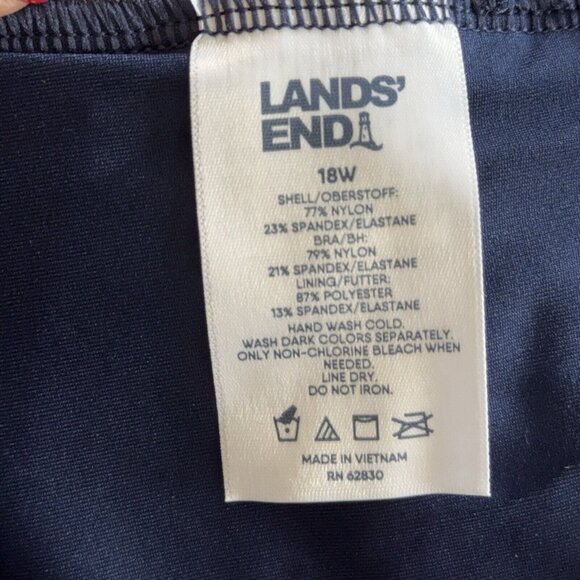 LANDS'
END
18W
SHELL/OBERSTOFF:
77% NYLON
23% SPANDEX/ELASTANE
BRA/BH:
79% NYLON
21% SPANDEX/ELASTANE
LINING/FUTTER:
87% POLYESTER
13% SPANDEX/ELASTANE
HAND WASH COLD.
WASH DARK COLORS SEPARATELY.
ONLY NON-CHLORINE BLEACH WHEN
NEEDED.
LINE DRY.
DO NOT IRON.
MADE IN VIETNAM
RN 62830